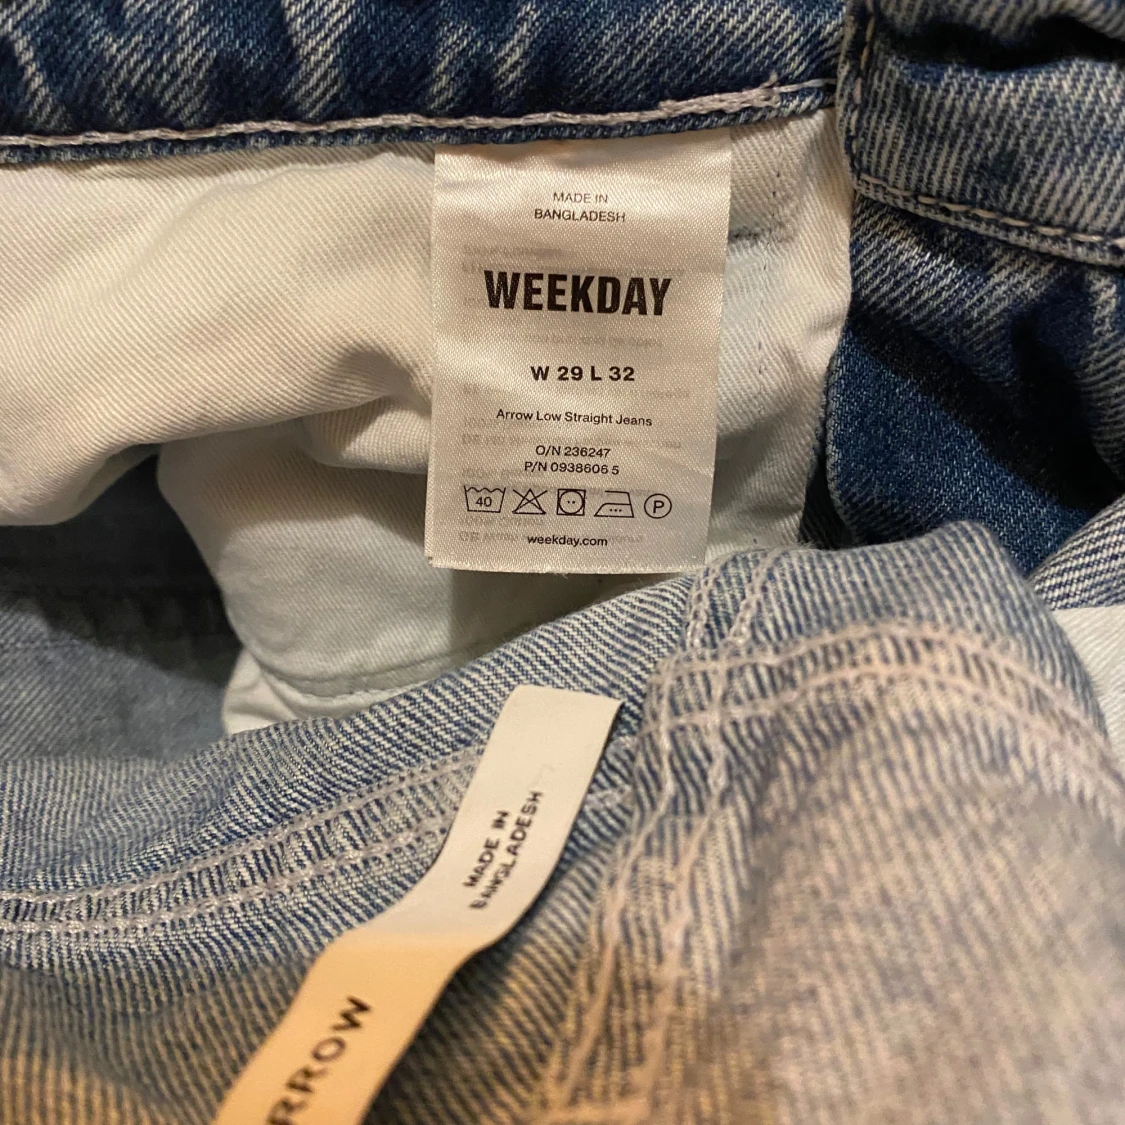 MADE IN
BANGLADESH
WEEKDAY
W 29 L 32
Arrow Low Straight Jeans
O/N 236247
P/N 0938606 5
40
P
weekday.com
MADE IN
BANGLADESH
RROW